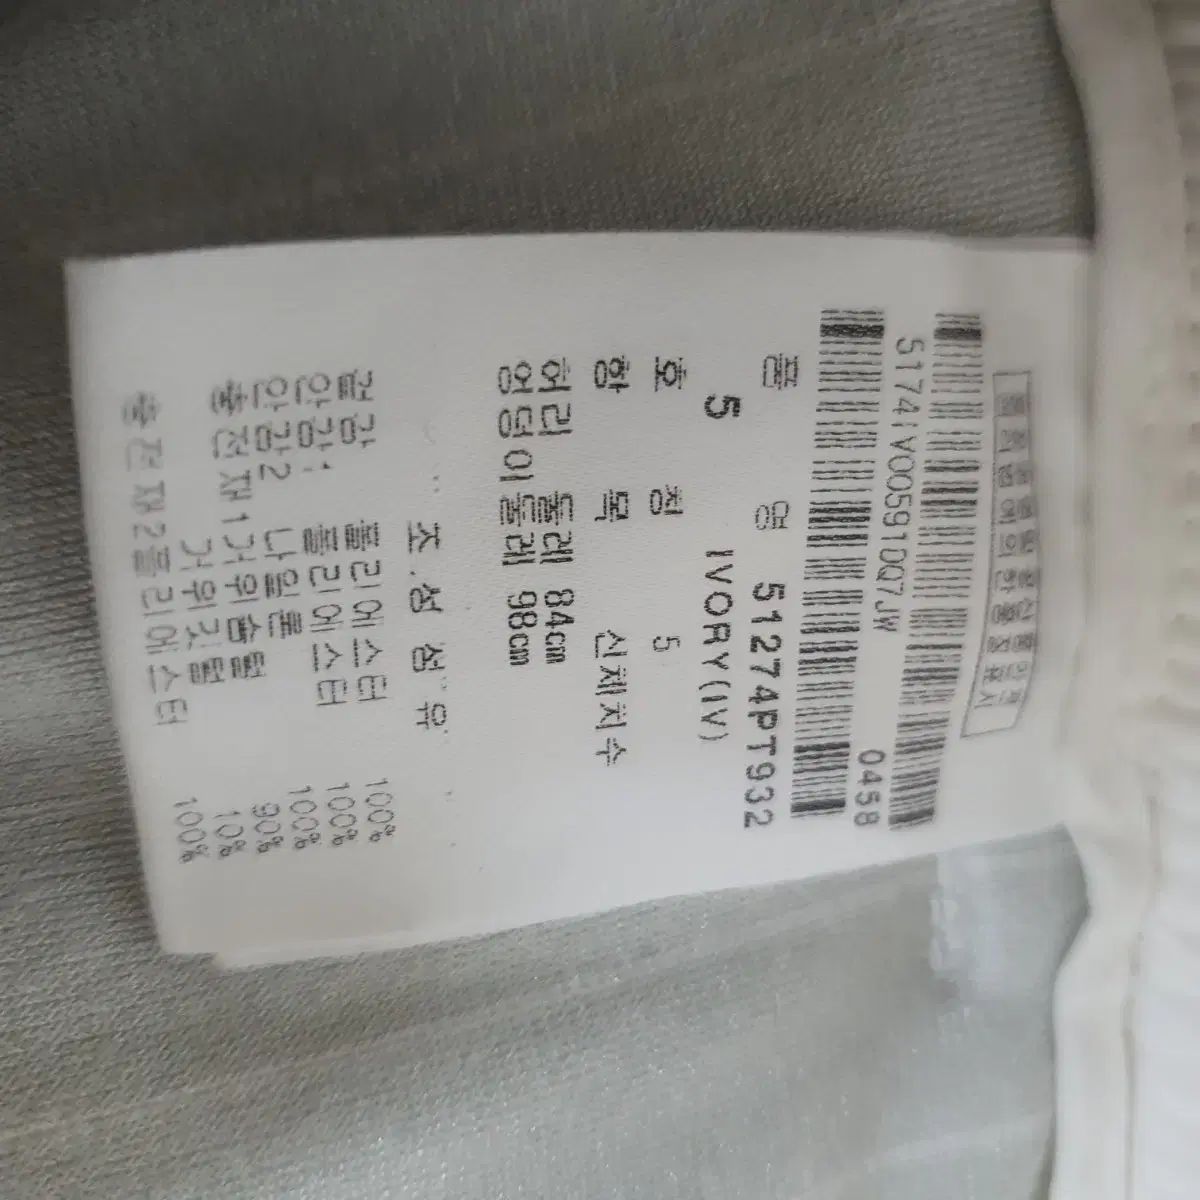 5174IV005910Q7JW
0458
품 명 51274PT932
5 IVORY(IV)
호 칭 5
항 목 신체치수
허리 둘레 84cm
엉덩이 둘레 98cm
조 성 섬 유
겉감 폴리에스터 100%
안감1 폴리에스터 100%
안감2 나일론 100%
충전재1 거위솜털 90%
거위깃털 10%
충전재2 폴리에스터 100%